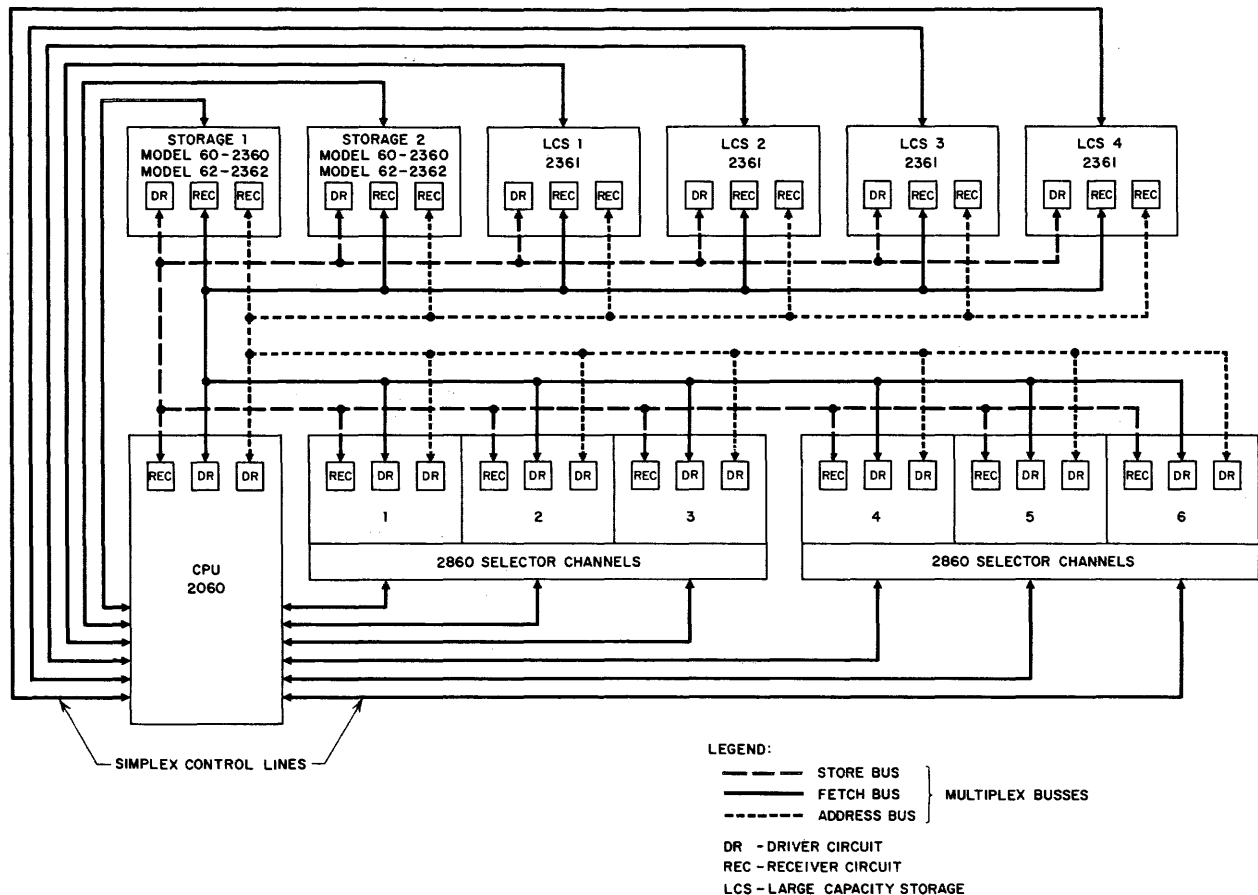 STORAGE 1
MODEL 60-2360
MODEL 62-2362
DR REC REC
STORAGE 2
MODEL 60-2360
MODEL 62-2362
DR REC REC
LCS 1
2361
DR REC REC
LCS 2
2361
DR REC REC
LCS 3
2361
DR REC REC
LCS 4
2361
DR REC REC
REC DR DR
CPU
2060
REC DR DR
1
REC DR DR
2
REC DR DR
3
2860 SELECTOR CHANNELS
REC DR DR
4
REC DR DR
5
REC DR DR
6
2860 SELECTOR CHANNELS
SIMPLEX CONTROL LINES
LEGEND:
STORE BUS
FETCH BUS
ADDRESS BUS
MULTIPLEX BUSSES
DR - DRIVER CIRCUIT
REC - RECEIVER CIRCUIT
LCS - LARGE CAPACITY STORAGE